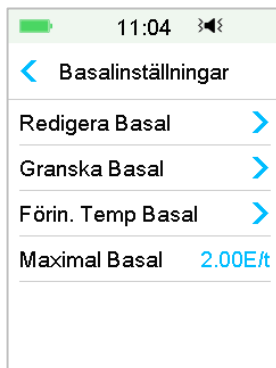 11:04
Basalinställningar
Redigera Basal
Granska Basal
Förin. Temp Basal
Maximal Basal 2.00E/t